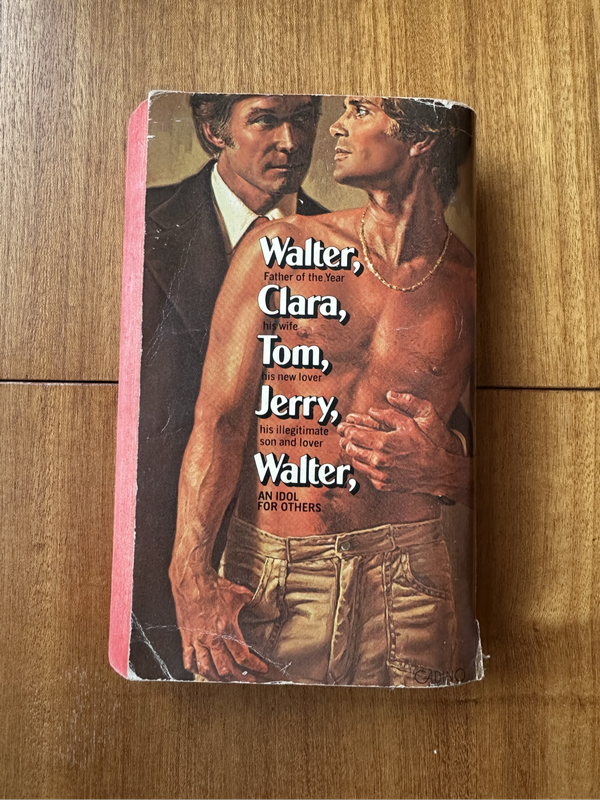 Walter,
Father of the Year
Clara,
his wife
Tom,
his new lover
Jerry,
his illegitimate
son and lover
Walter,
AN IDOL
FOR OTHERS